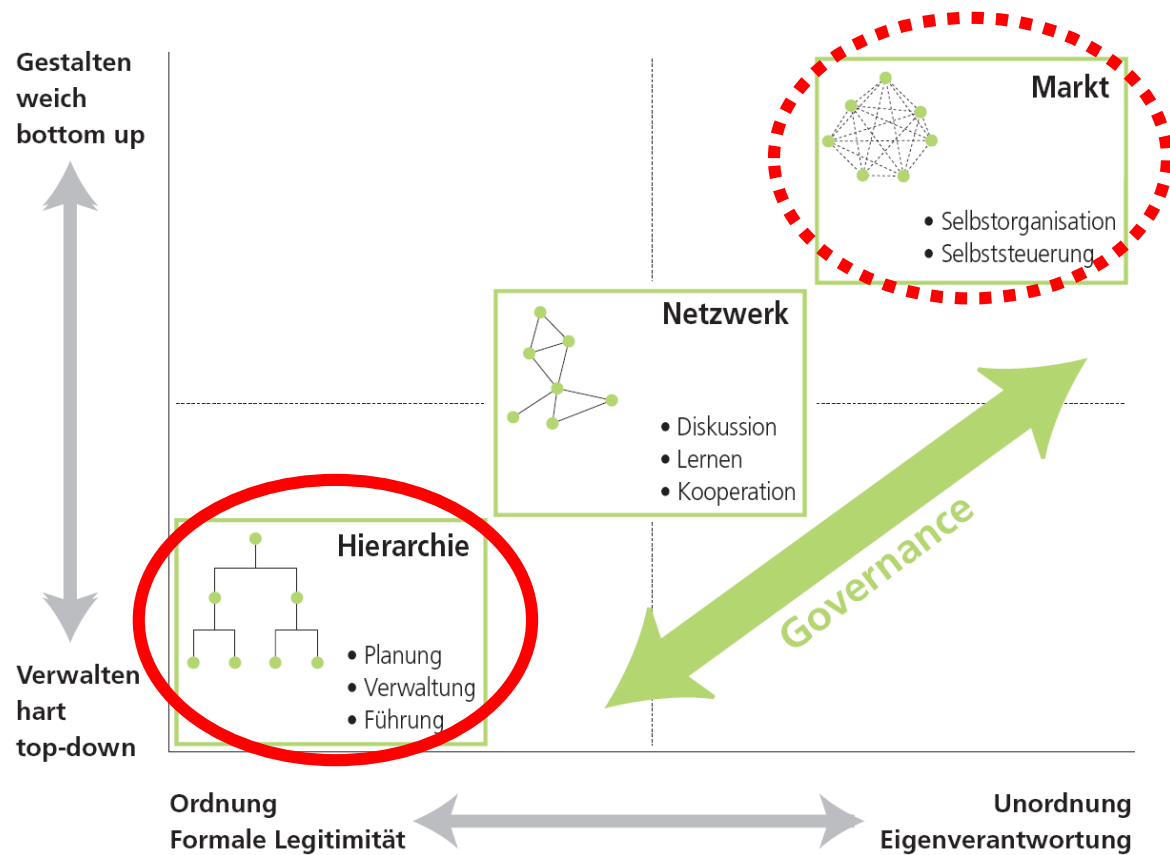 Gestalten
weich
bottom up
Markt
• Selbstorganisation
• Selbststeuerung
Netzwerk
• Diskussion
• Lernen
• Kooperation
Hierarchie
• Planung
• Verwaltung
• Führung
Governance
Verwalten
hart
top-down
Ordnung
Formale Legitimität
Unordnung
Eigenverantwortung